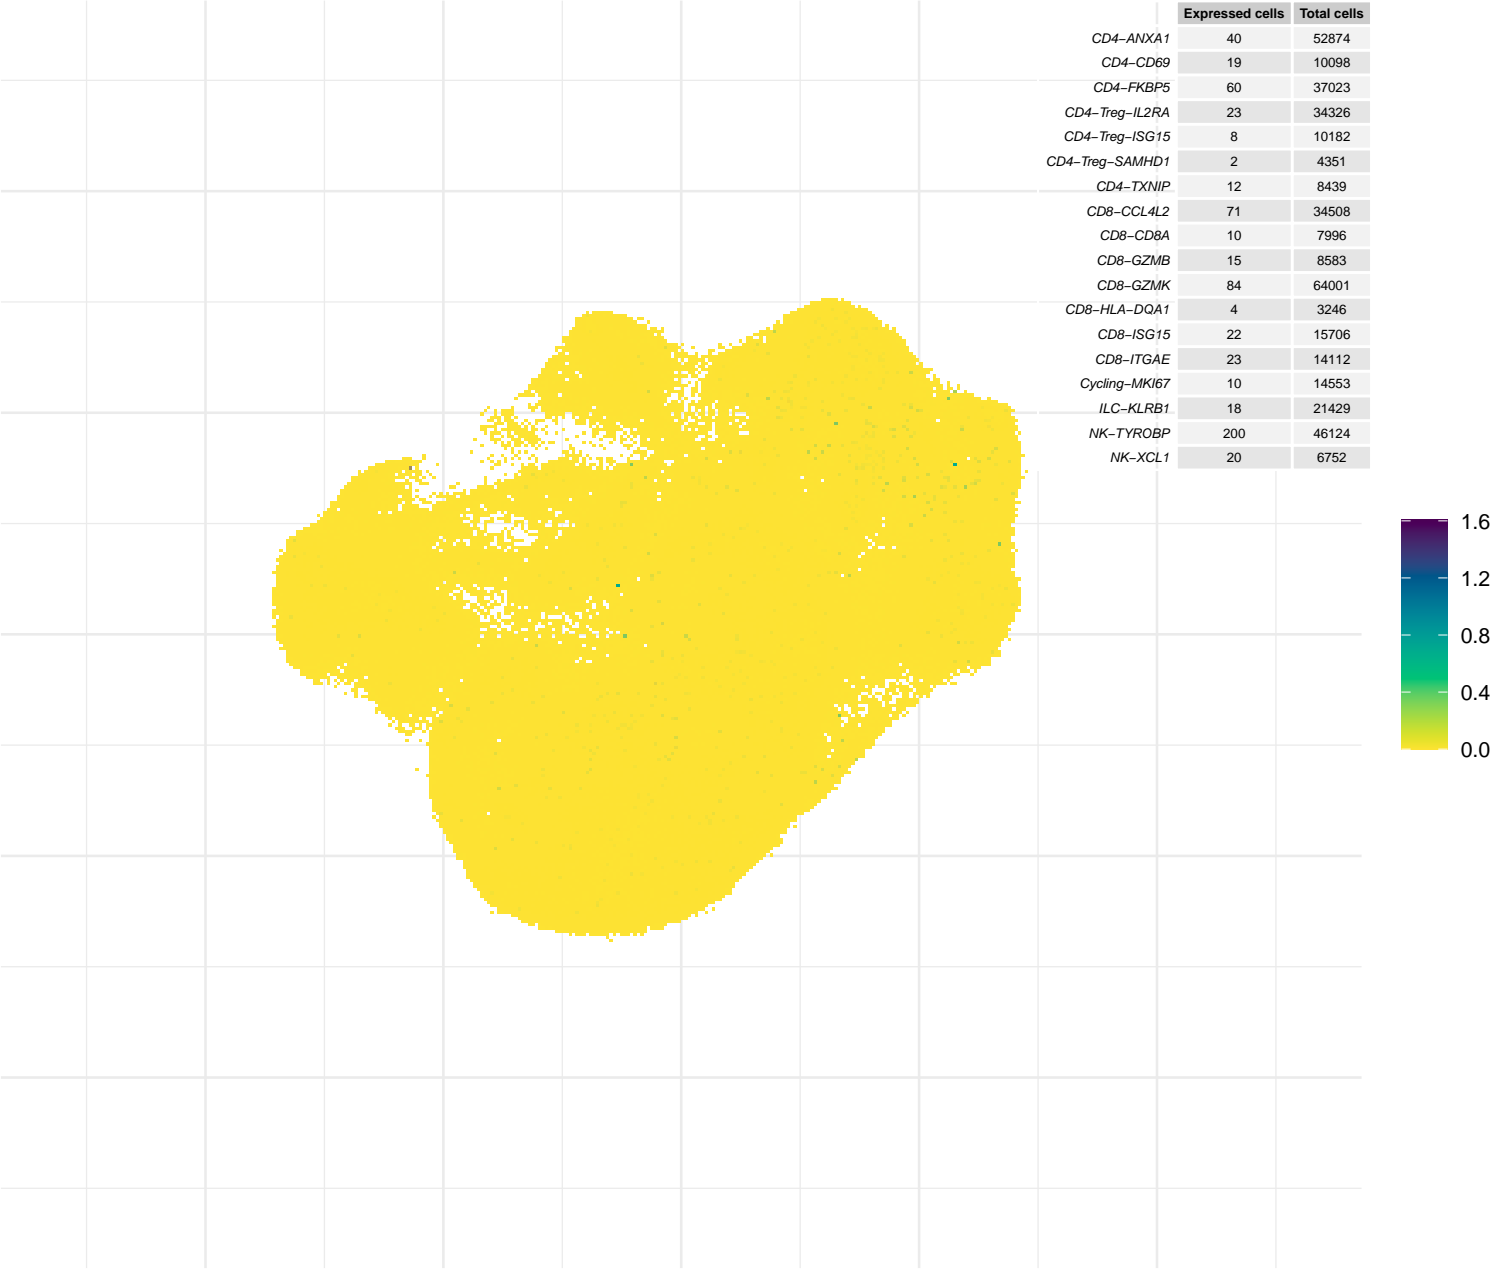 Expressed cells Total cells
CD4−ANXA1 40 52874
CD4−CD69 19 10098
CD4−FKBP5 60 37023
CD4−Treg−IL2RA 23 34326
CD4−Treg−ISG15 8 10182
CD4−Treg−SAMHD1 2 4351
CD4−TXNIP 12 8439
CD8−CCL4L2 71 34508
CD8−CD8A 10 7996
CD8−GZMB 15 8583
CD8−GZMK 84 64001
CD8−HLA−DQA1 4 3246
CD8−ISG15 22 15706
CD8−ITGAE 23 14112
Cycling−MKI67 10 14553
ILC−KLRB1 18 21429
NK−TYROBP 200 46124
NK−XCL1 20 6752
1.6
1.2
0.8
0.4
0.0